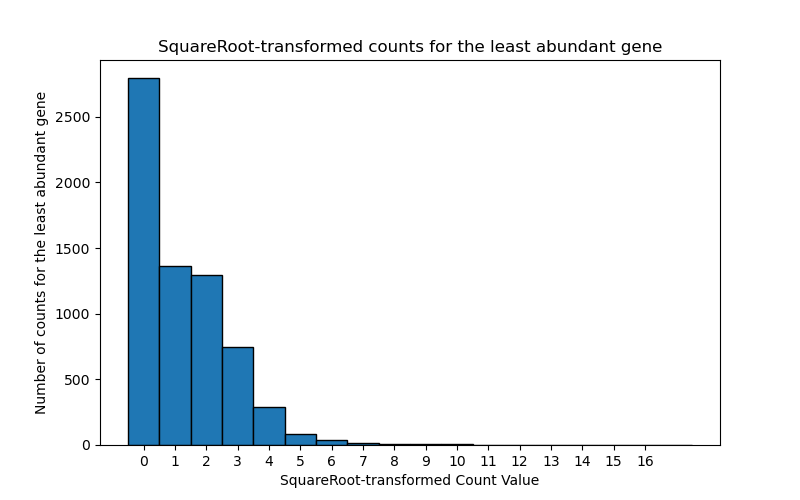 SquareRoot-transformed counts for the least abundant gene
Number of counts for the least abundant gene
2500
2000
1500
1000
500
0
0 1 2 3 4 5 6 7 8 9 10 11 12 13 14 15 16
SquareRoot-transformed Count Value